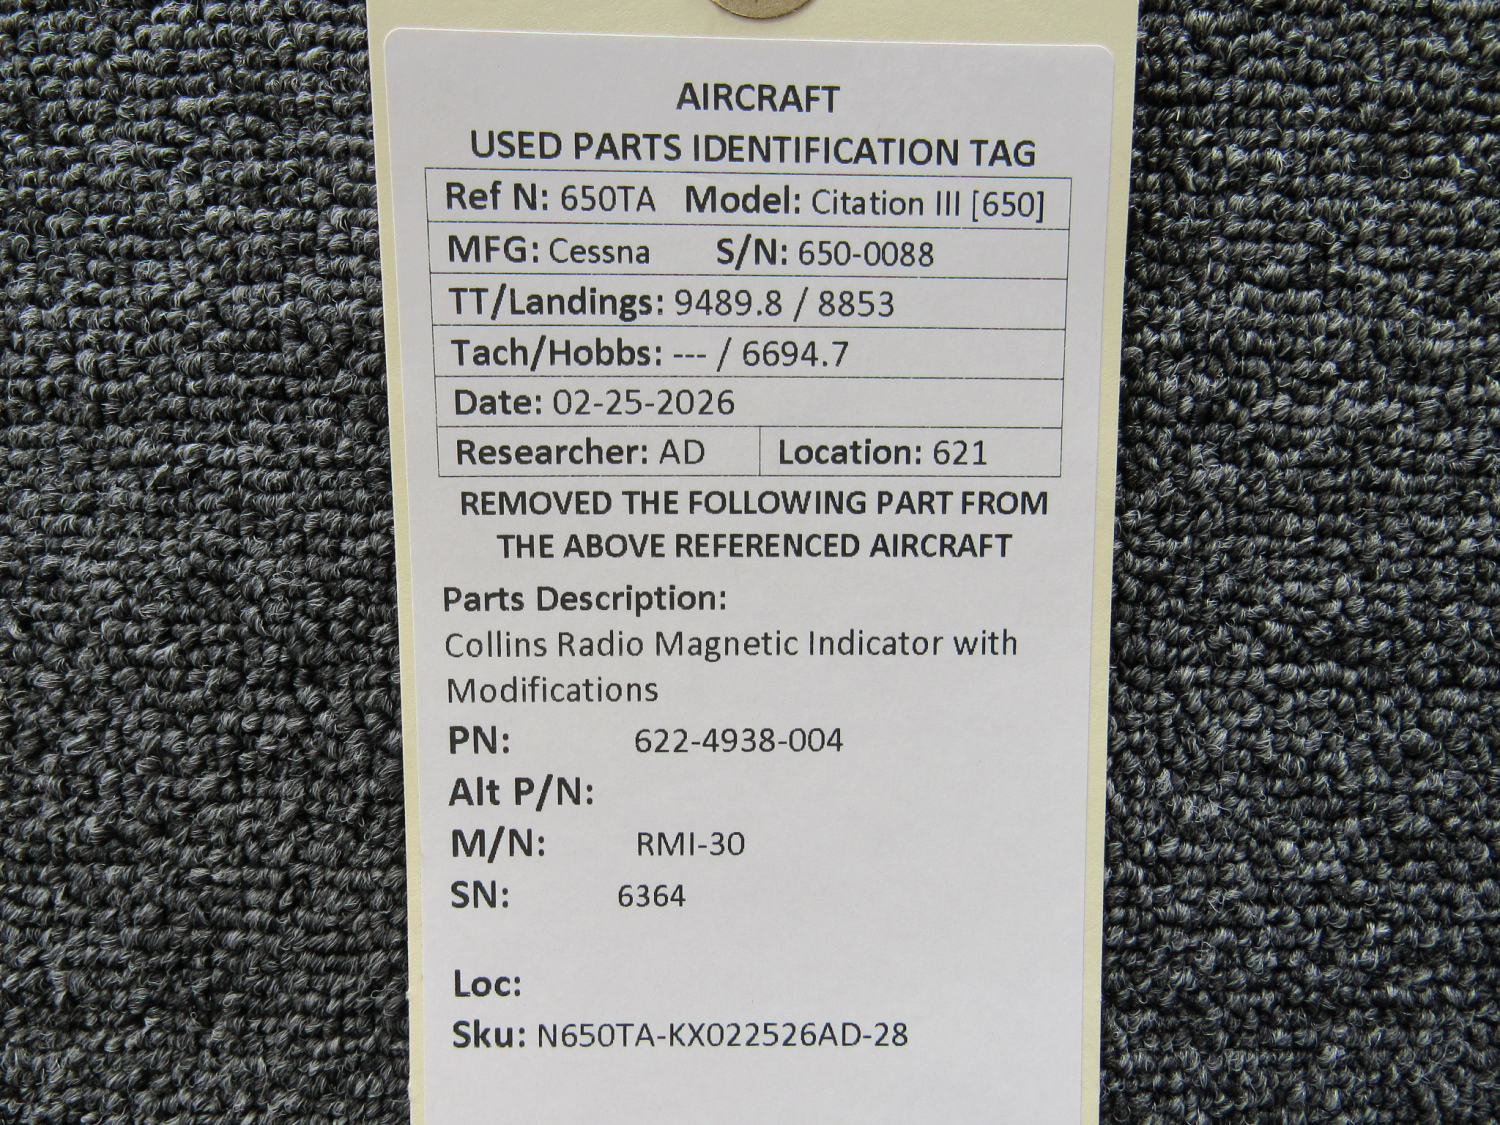 AIRCRAFT
USED PARTS IDENTIFICATION TAG
Ref N: 650TA Model: Citation III [650]
MFG: Cessna S/N: 650-0088
TT/Landings: 9489.8 / 8853
Tach/Hobbs: --- / 6694.7
Date: 02-25-2026
Researcher: AD Location: 621
REMOVED THE FOLLOWING PART FROM
THE ABOVE REFERENCED AIRCRAFT
Parts Description:
Collins Radio Magnetic Indicator with
Modifications
PN: 622-4938-004
Alt P/N:
M/N: RMI-30
SN: 6364
Loc:
Sku: N650TA-KX022526AD-28